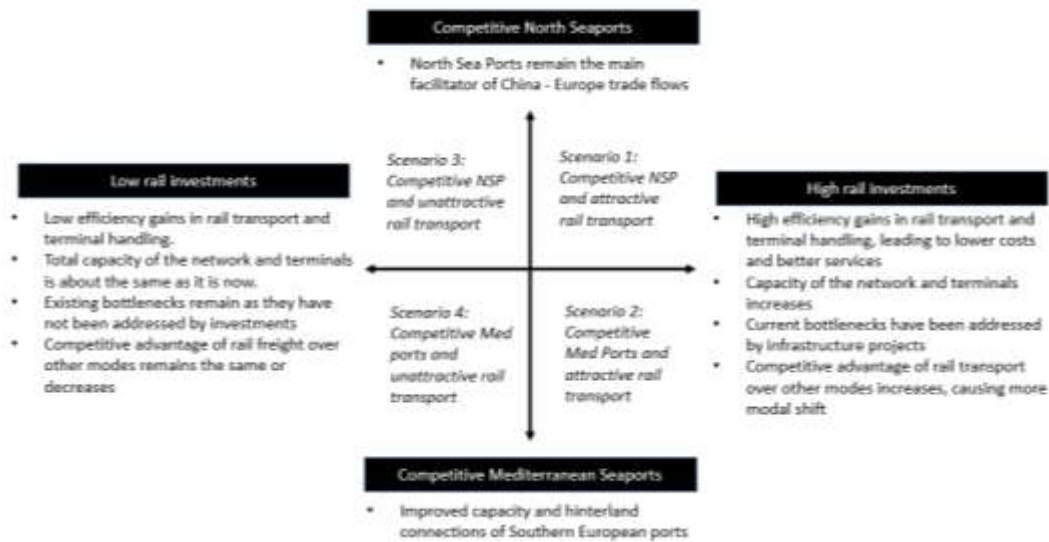 Competitive North Seaports
• North Sea Ports remain the main
facilitator of China - Europe trade flows
Scenario 3:
Competitive NSP
and unattractive
rail transport
Scenario 1:
Competitive NSP
and attractive
rail transport
Low rail investments
• Low efficiency gains in rail transport and
terminal handling.
• Total capacity of the network and terminals
is about the same as it is now.
• Existing bottlenecks remain as they have
not been addressed by investments
• Competitive advantage of rail freight over
other modes remains the same or
decreases
High rail investments
• High efficiency gains in rail transport and
terminal handling, leading to lower costs
and better services
• Capacity of the network and terminals
increases
• Current bottlenecks have been addressed
by infrastructure projects
• Competitive advantage of rail transport
over other modes increases, causing more
modal shift
Scenario 4:
Competitive Med
ports and
unattractive rail
transport
Scenario 2:
Competitive
Med Ports and
attractive rail
transport
Competitive Mediterranean Seaports
• Improved capacity and hinterland
connections of Southern European ports